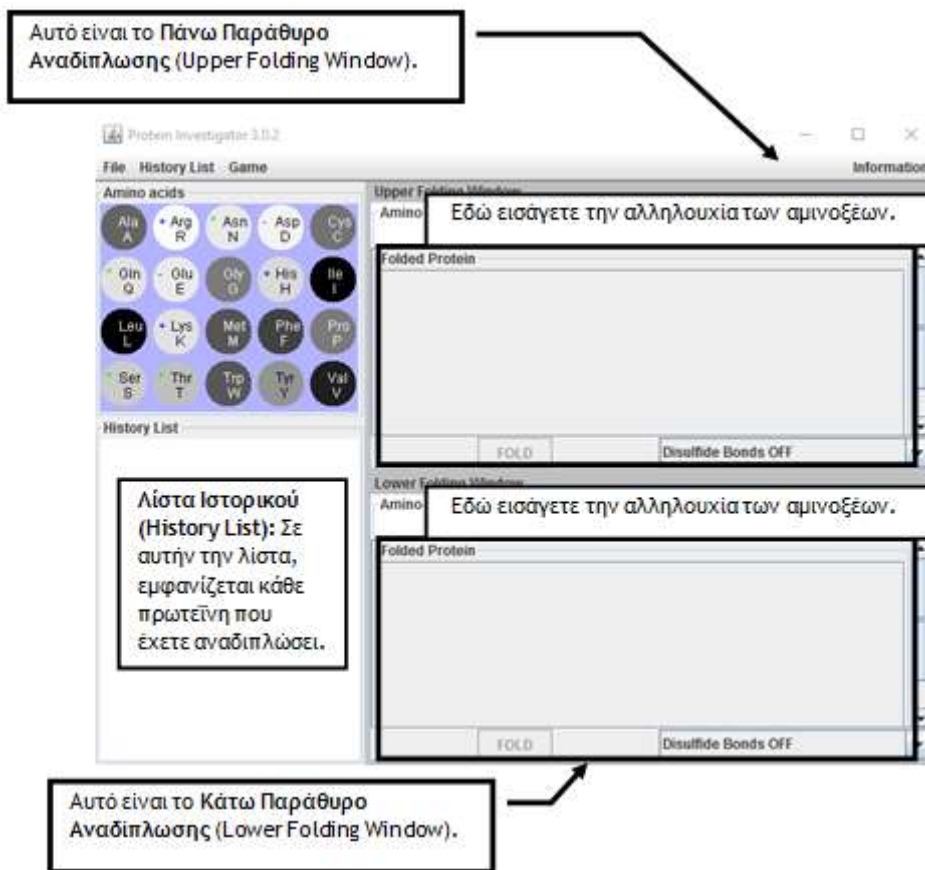 Αυτό είναι το Πάνω Παράθυρο
Αναδίπλωσης (Upper Folding Window).
Protein Investigator 3.0.2
File History List Game Information
Amino acids
Ala
A
+ Arg
R
* Asn
N
- Asp
D
Cys
C
* Gln
Q
- Glu
E
Gly
G
+ His
H
Ile
I
Leu
L
+ Lys
K
Met
M
Phe
F
Pro
P
* Ser
S
* Thr
T
Trp
W
Tyr
Y
Val
V
History List
Λίστα Ιστορικού
(History List): Σε
αυτήν την λίστα,
εμφανίζεται κάθε
πρωτεΐνη που
έχετε αναδιπλώσει.
Upper Folding Window
Amino
Εδώ εισάγετε την αλληλουχία των αμινοξέων.
Folded Protein
FOLD
Disulfide Bonds OFF
Lower Folding Window
Amino
Εδώ εισάγετε την αλληλουχία των αμινοξέων.
Folded Protein
FOLD
Disulfide Bonds OFF
Αυτό είναι το Κάτω Παράθυρο
Αναδίπλωσης (Lower Folding Window).